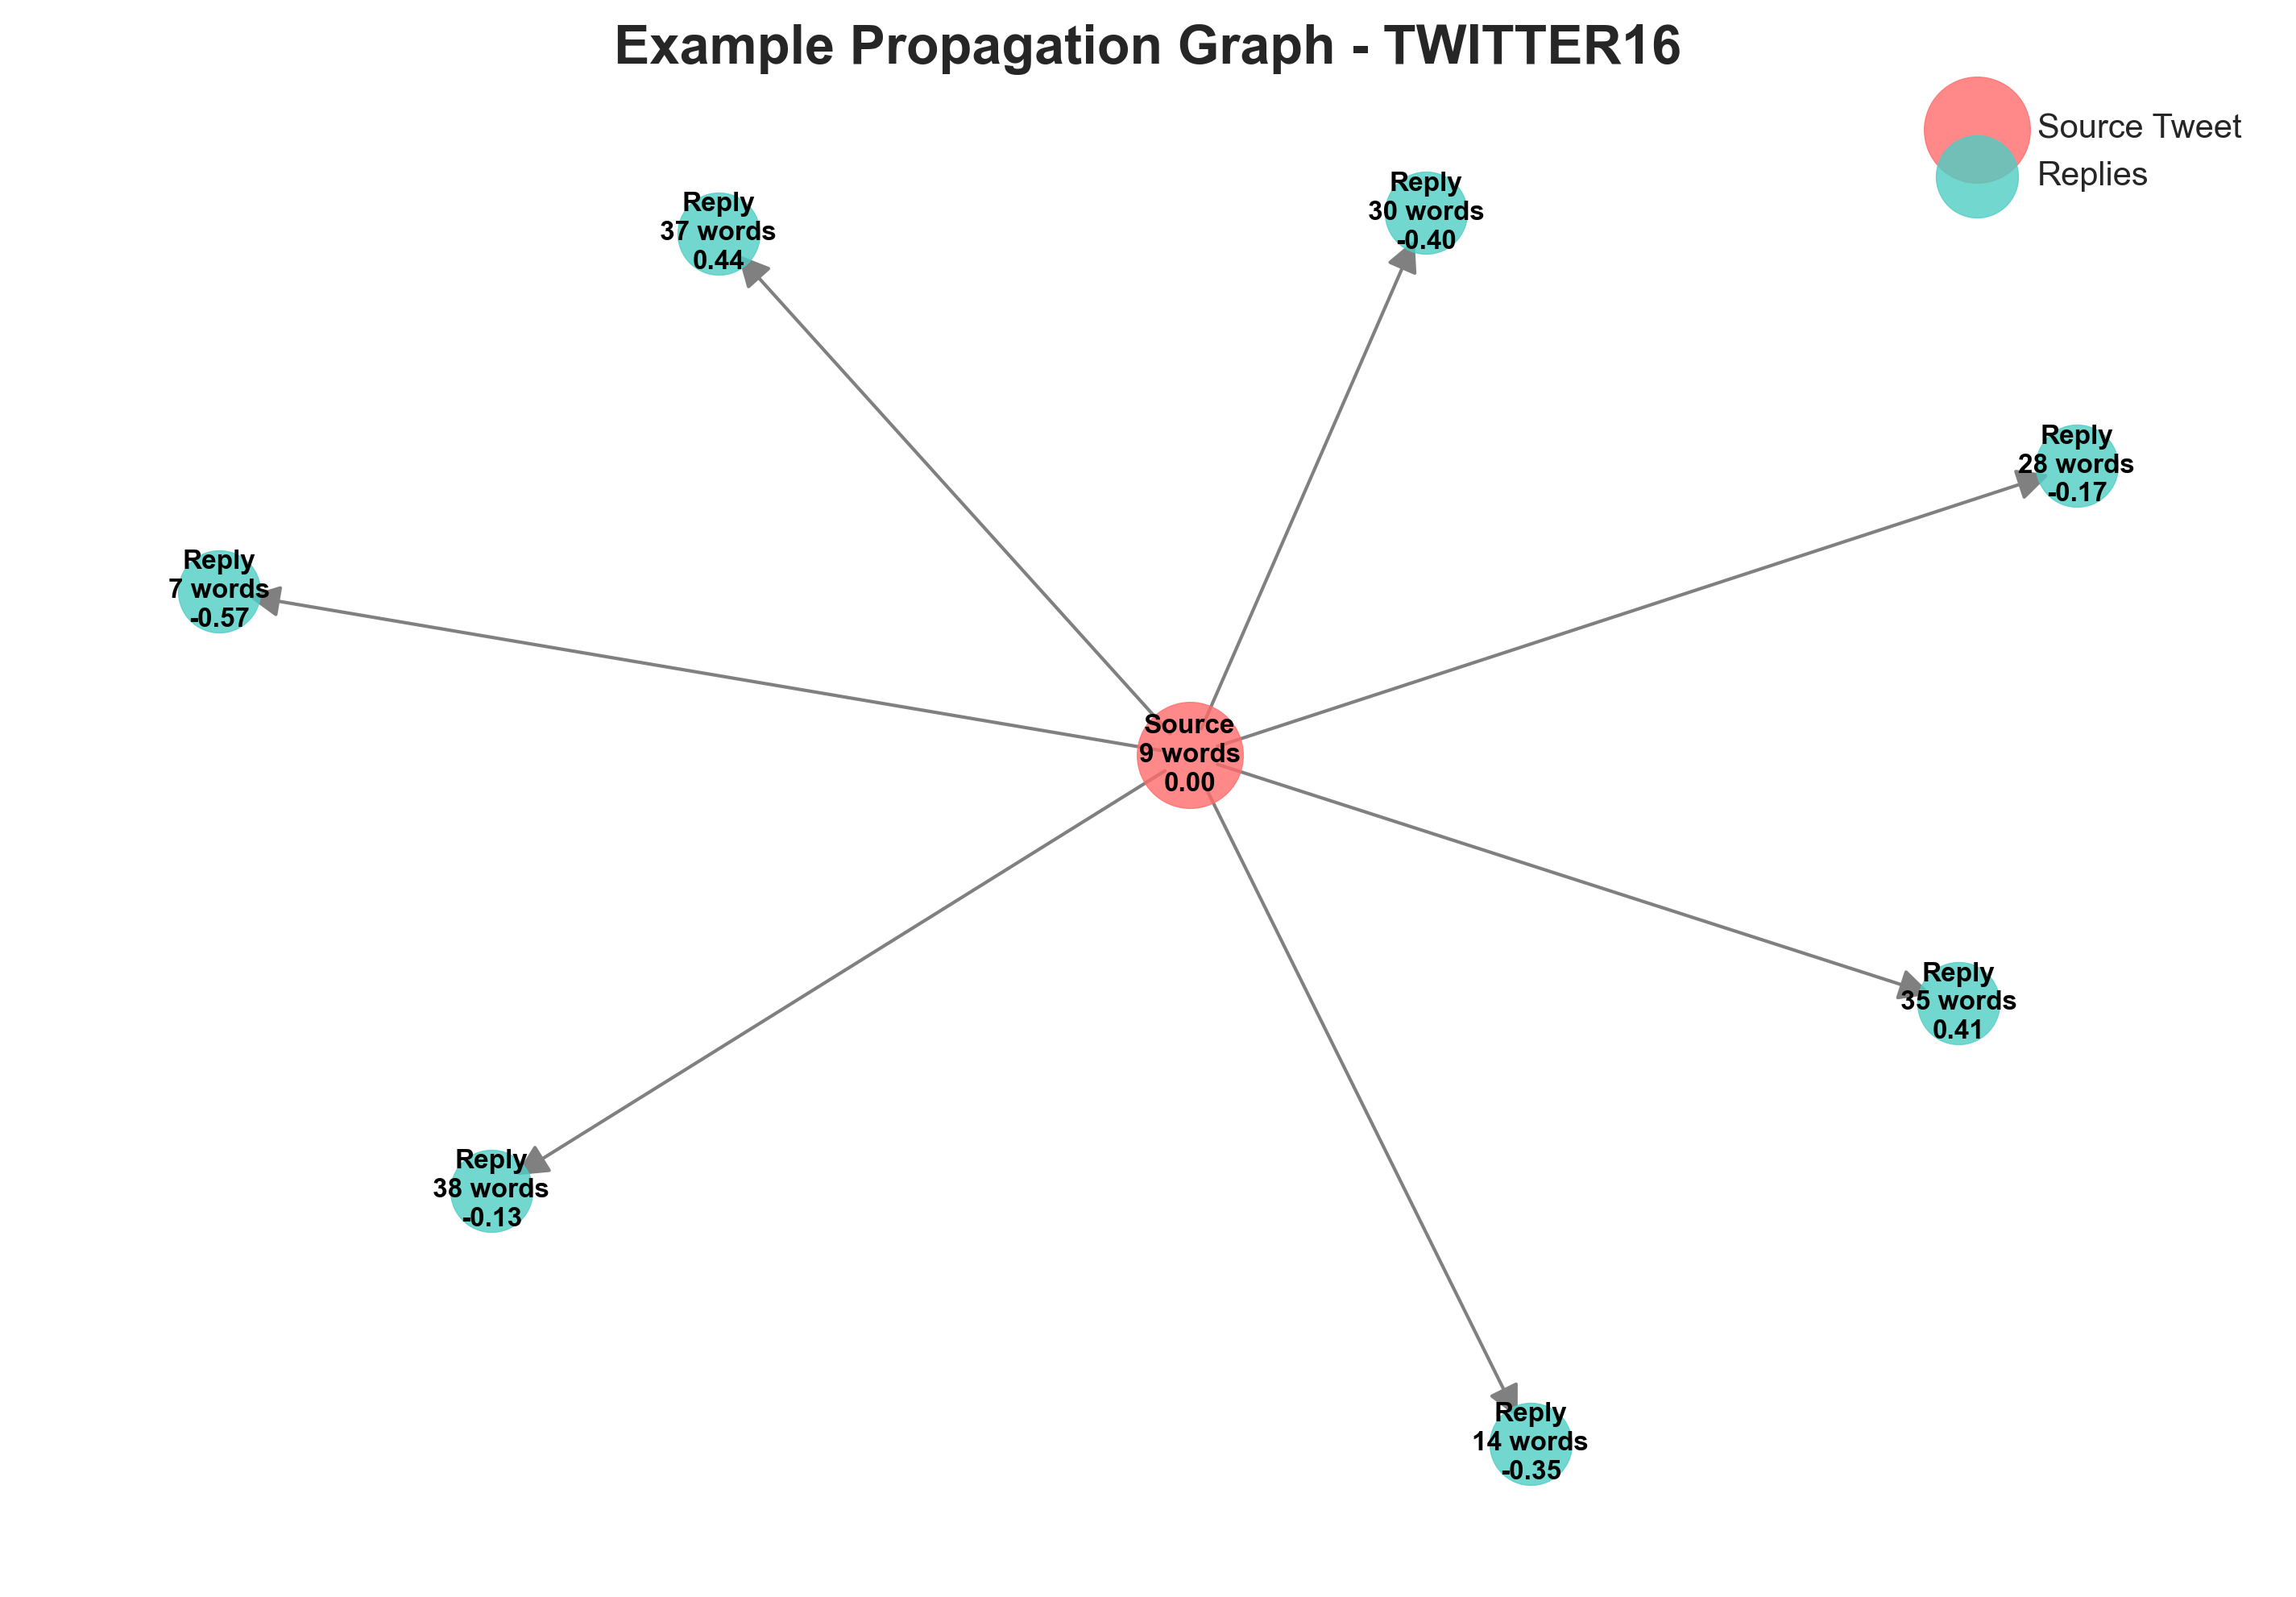 Example Propagation Graph - TWITTER16
Source Tweet
Replies
Reply
37 words
0.44
Reply
30 words
-0.40
Reply
28 words
-0.17
Reply
7 words
-0.57
Source
9 words
0.00
Reply
35 words
0.41
Reply
38 words
-0.13
Reply
14 words
-0.35